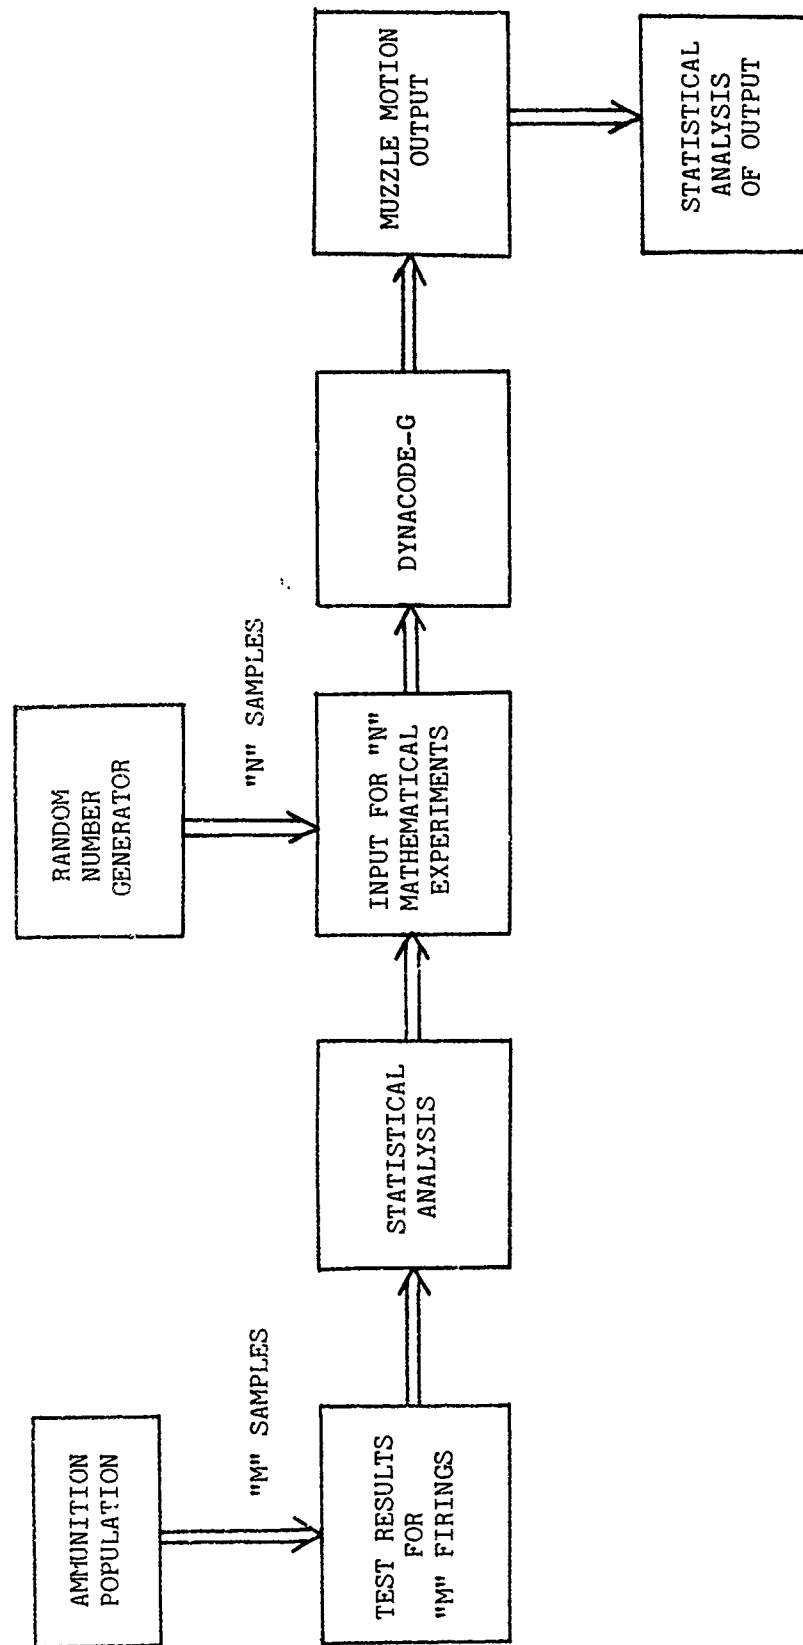 AMMUNITION
POPULATION
"M" SAMPLES
TEST RESULTS
FOR
"M" FIRINGS
STATISTICAL
ANALYSIS
RANDOM
NUMBER
GENERATOR
"N" SAMPLES
INPUT FOR "N"
MATHEMATICAL
EXPERIMENTS
DYNACODE-G
MUZZLE MOTION
OUTPUT
STATISTICAL
ANALYSIS
OF OUTPUT